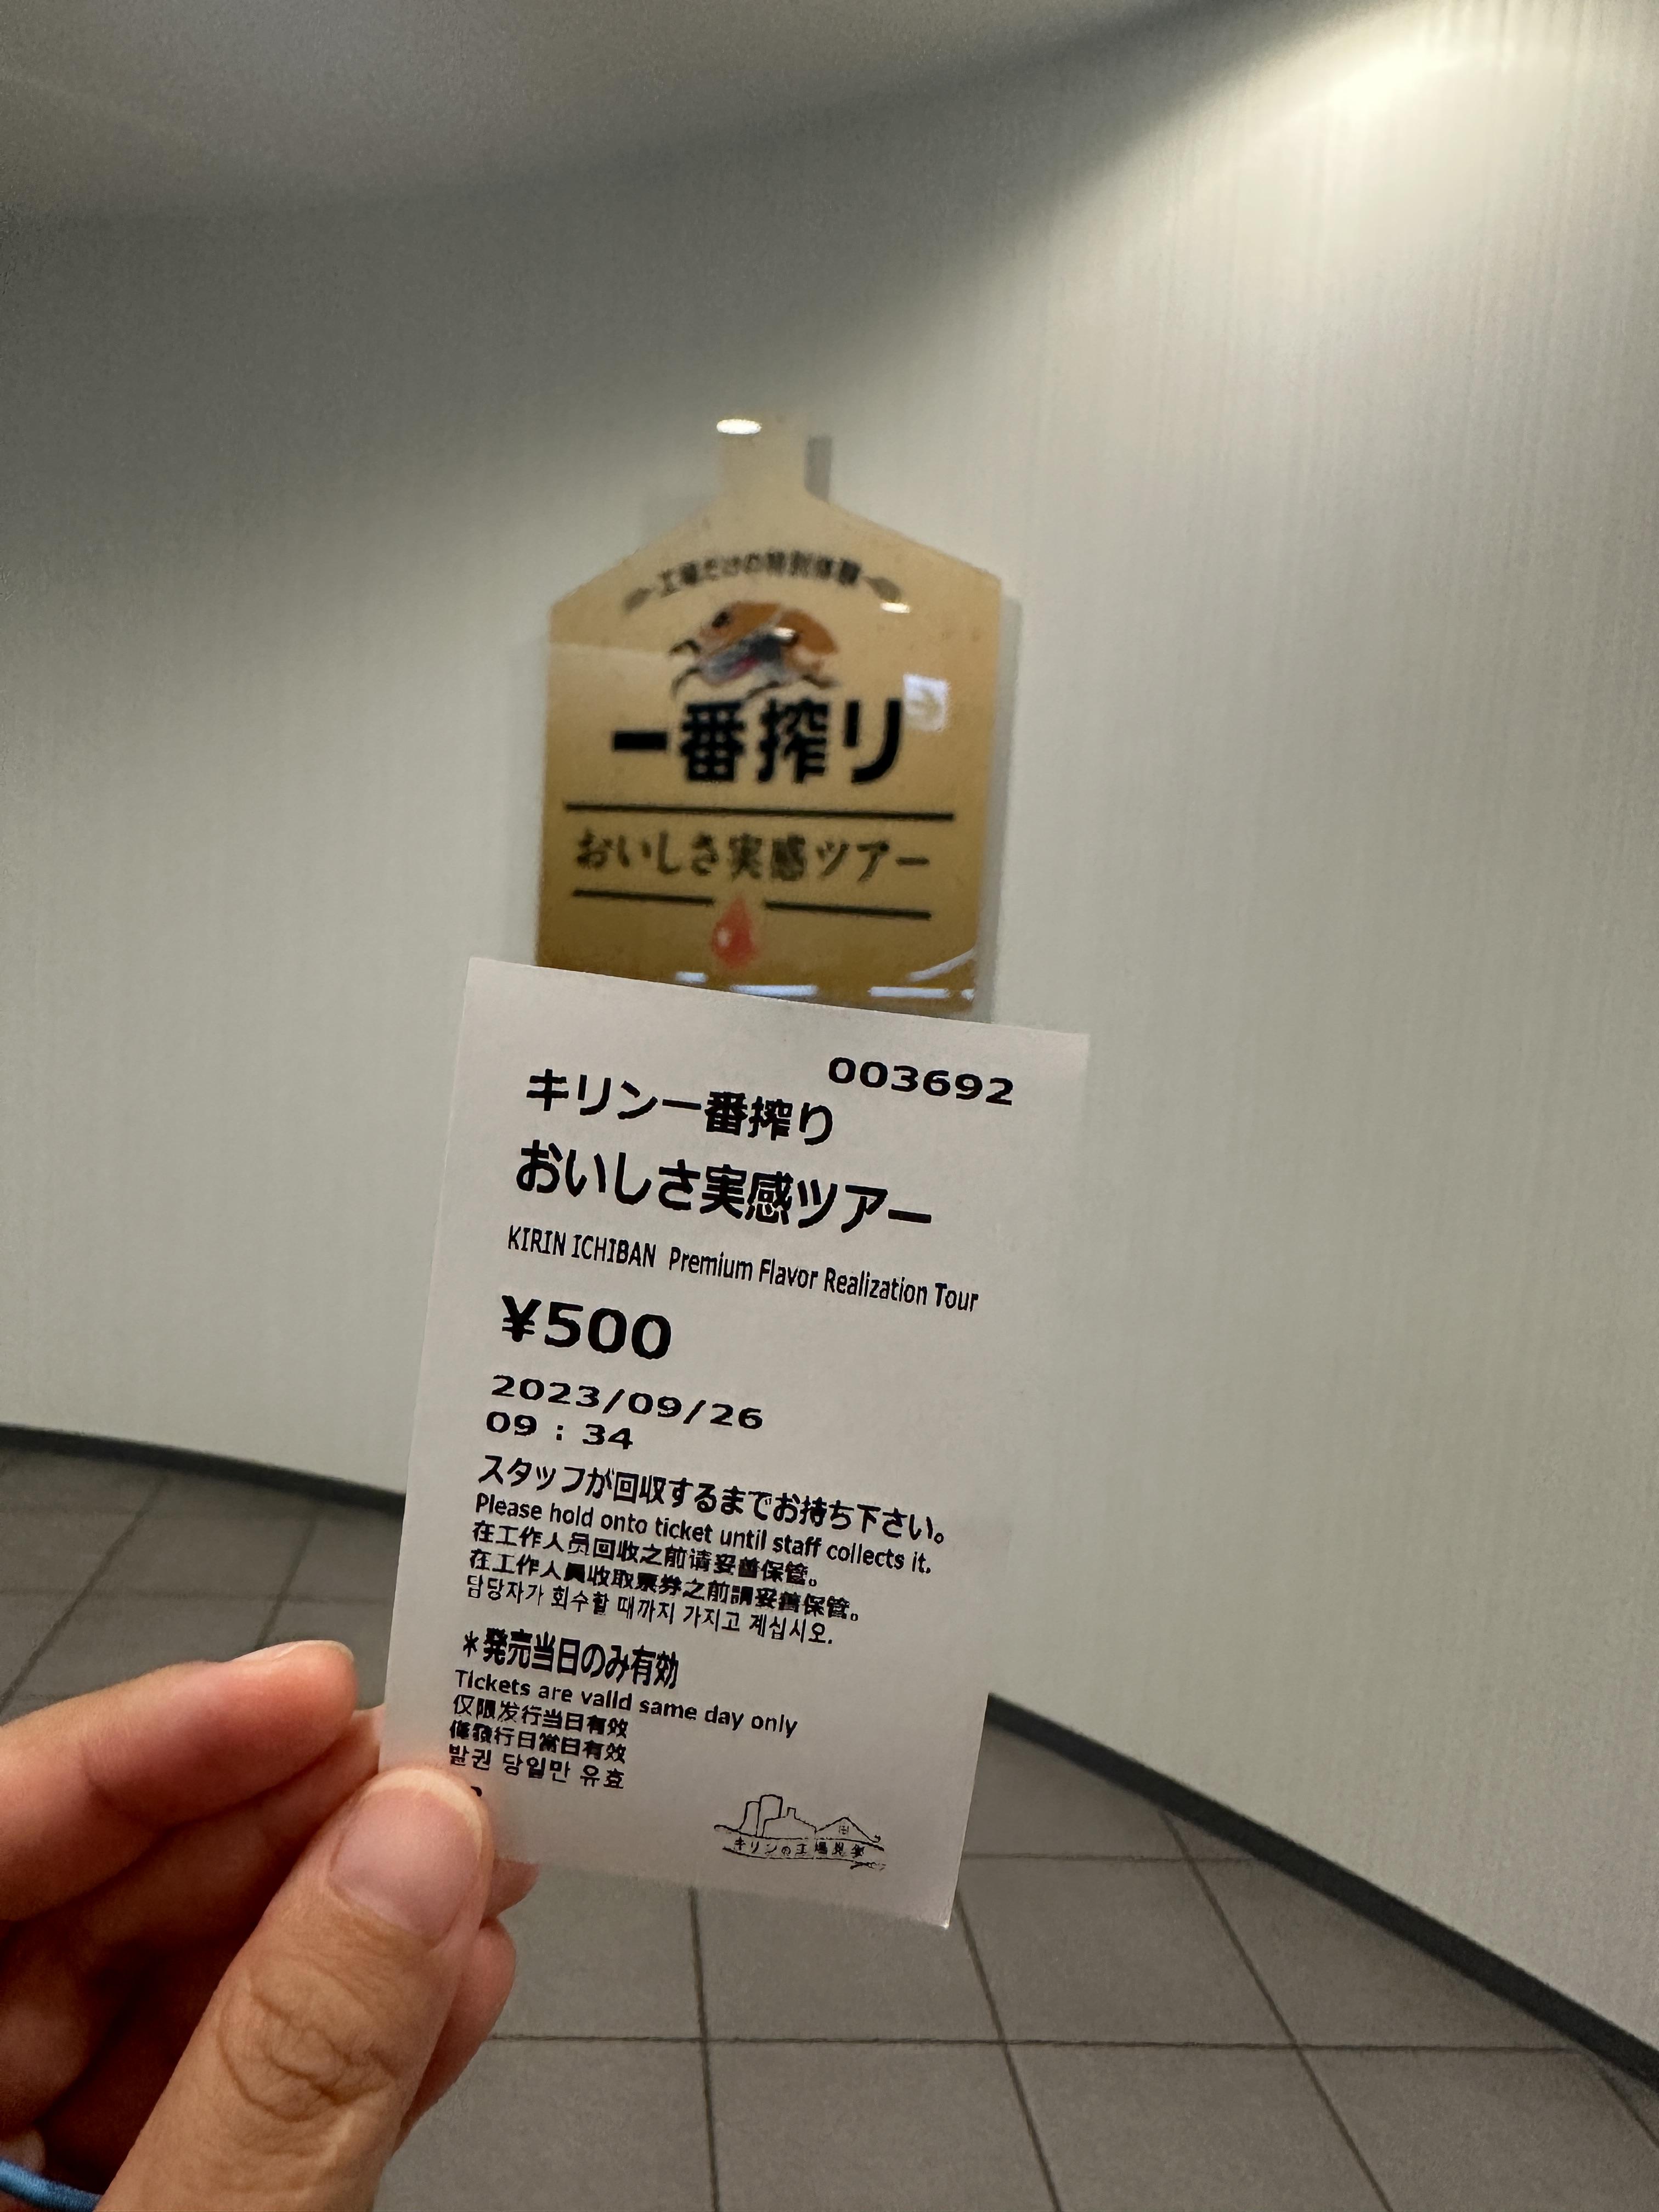 工場だけの特別体験
一番搾り
おいしさ実感ツアー
003692
キリン一番搾り
おいしさ実感ツアー
KIRIN ICHIBAN Premium Flavor Realization Tour
¥500
2023/09/26
09 : 34
スタッフが回収するまでお持ち下さい。
Please hold onto ticket until staff collects it.
在工作人员回收之前请妥善保管。
在工作人員收取票券之前請妥善保管。
담당자가 회수할 때까지 가지고 계십시오.
*発売当日のみ有効
Tickets are valid same day only
仅限发行当日有效
僅發行日當日有效
발권 당일만 유효
キリンの工場見学